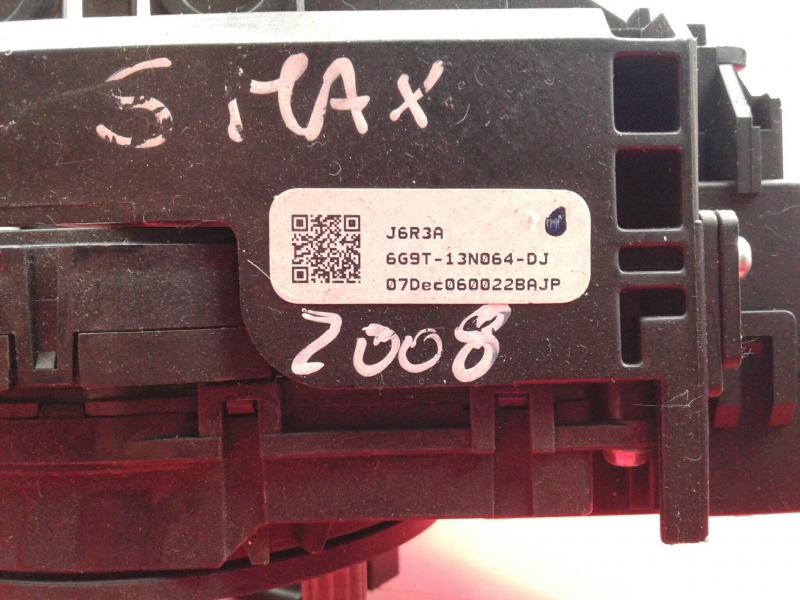 S MAX
J6R3A
6G9T-13N064-DJ
07Dec060022BAJP
2008